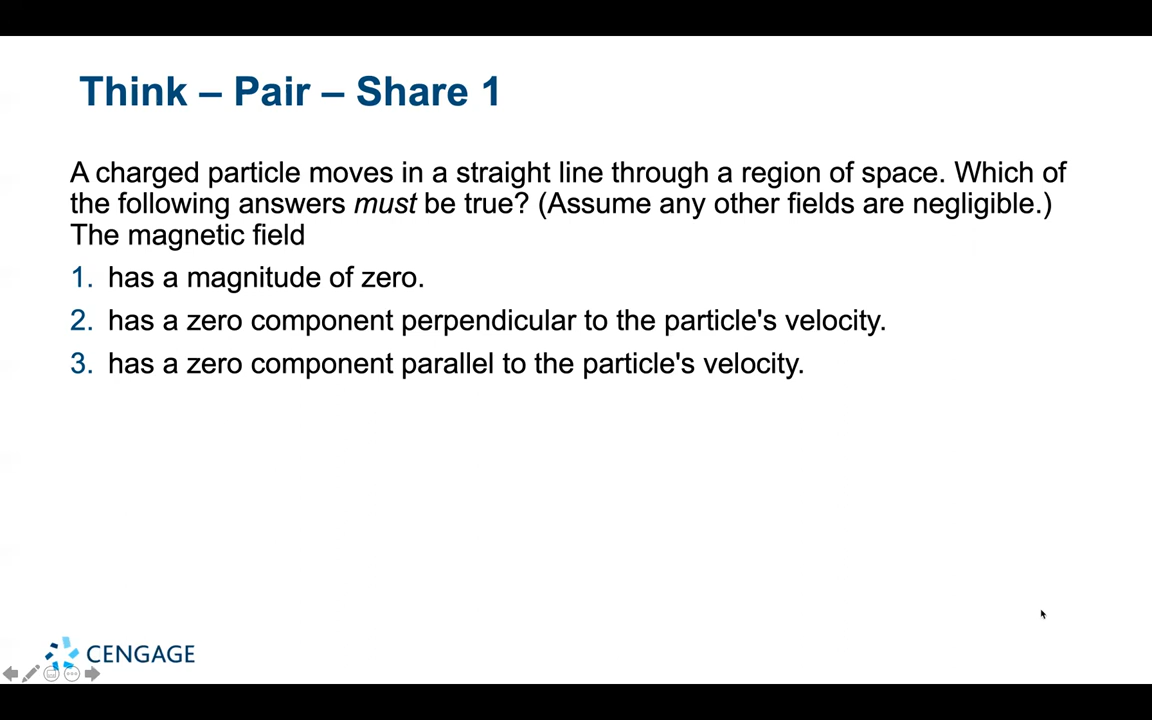 Think – Pair – Share 1
A charged particle moves in a straight line through a region of space. Which of
the following answers must be true? (Assume any other fields are negligible.)
The magnetic field
1. has a magnitude of zero.
2. has a zero component perpendicular to the particle's velocity.
3. has a zero component parallel to the particle's velocity.
CENGAGE